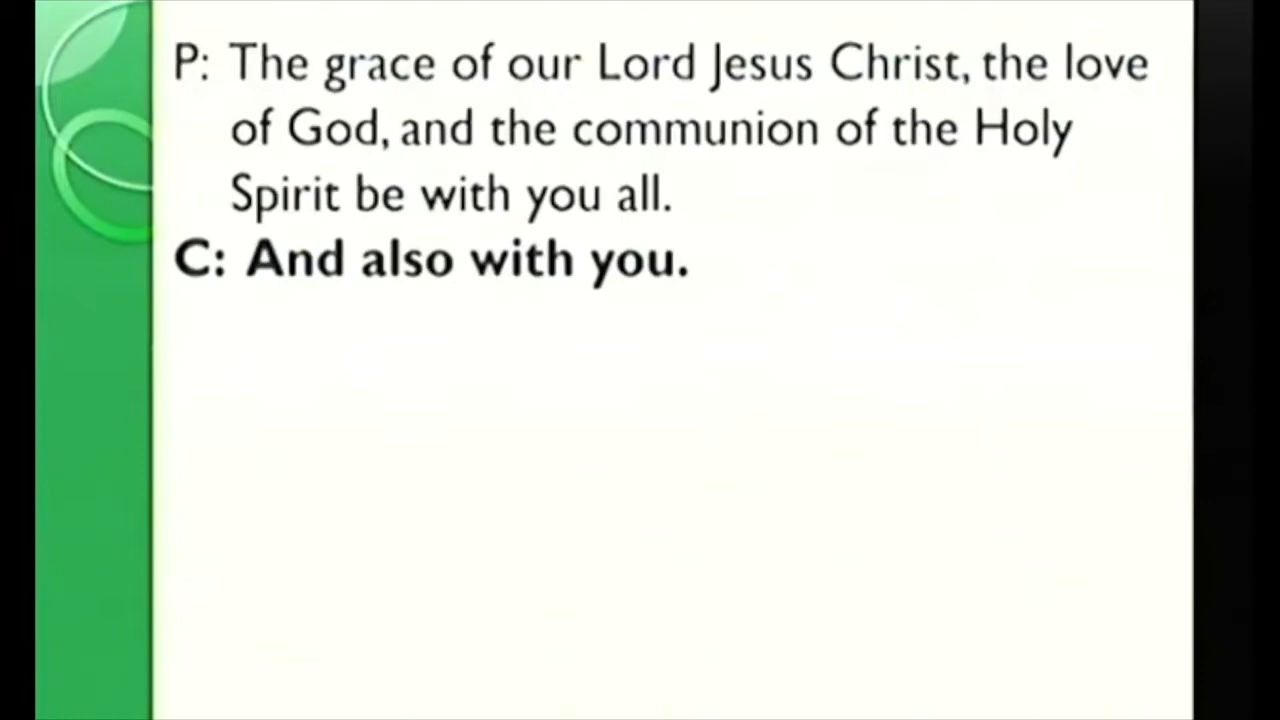 P: The grace of our Lord Jesus Christ, the love
of God, and the communion of the Holy
Spirit be with you all.
C: And also with you.